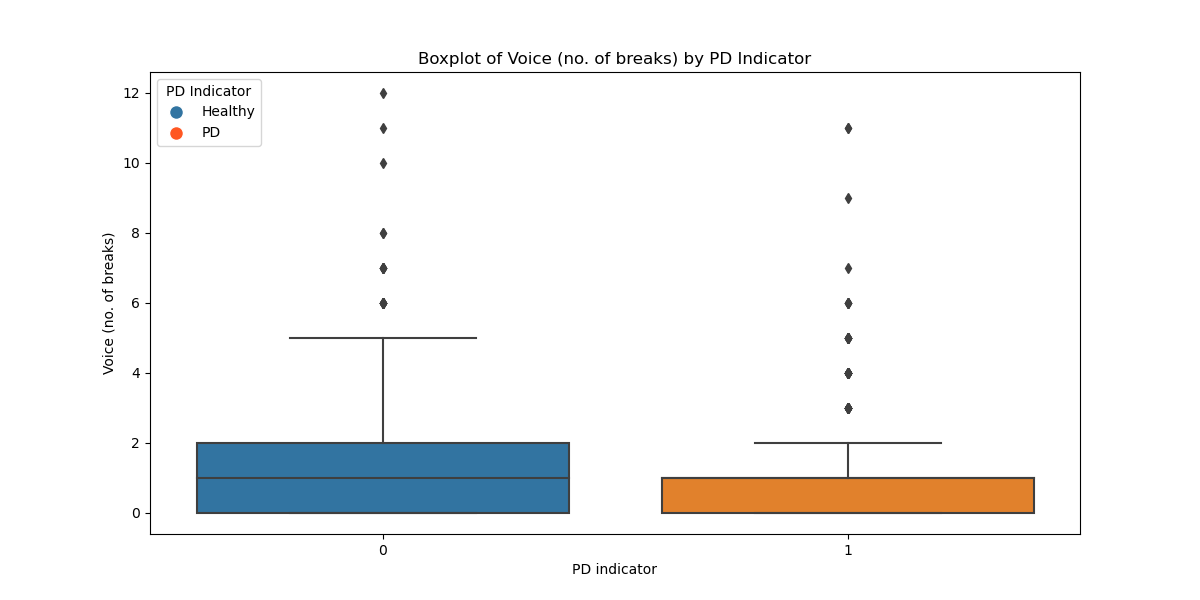 Boxplot of Voice (no. of breaks) by PD Indicator
PD Indicator
Healthy
PD
Voice (no. of breaks)
12
10
8
6
4
2
0
0
1
PD indicator